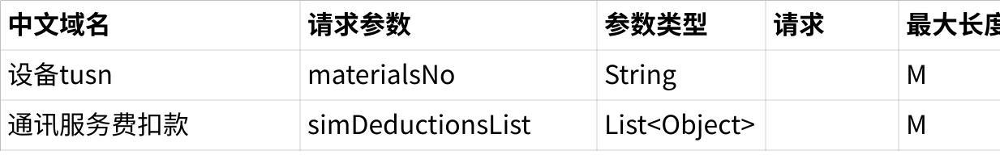 中文域名 请求参数 参数类型 请求 最大长度
设备tusn materialsNo String M
通讯服务费扣款 simDeductionsList List<Object> M